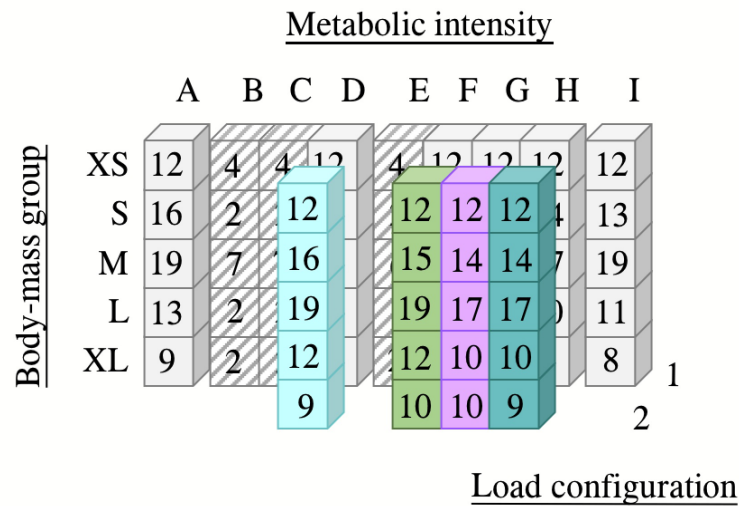 Metabolic intensity
A B C D E F G H I
Body-mass group
XS 12 4 4 12 4 12 12 12 12
S 16 2 12 12 12 12 4 13
M 19 7 16 15 14 14 19
L 13 2 19 19 17 17 11
XL 9 2 12 12 10 10 8 1
9 10 10 9 2
Load configuration